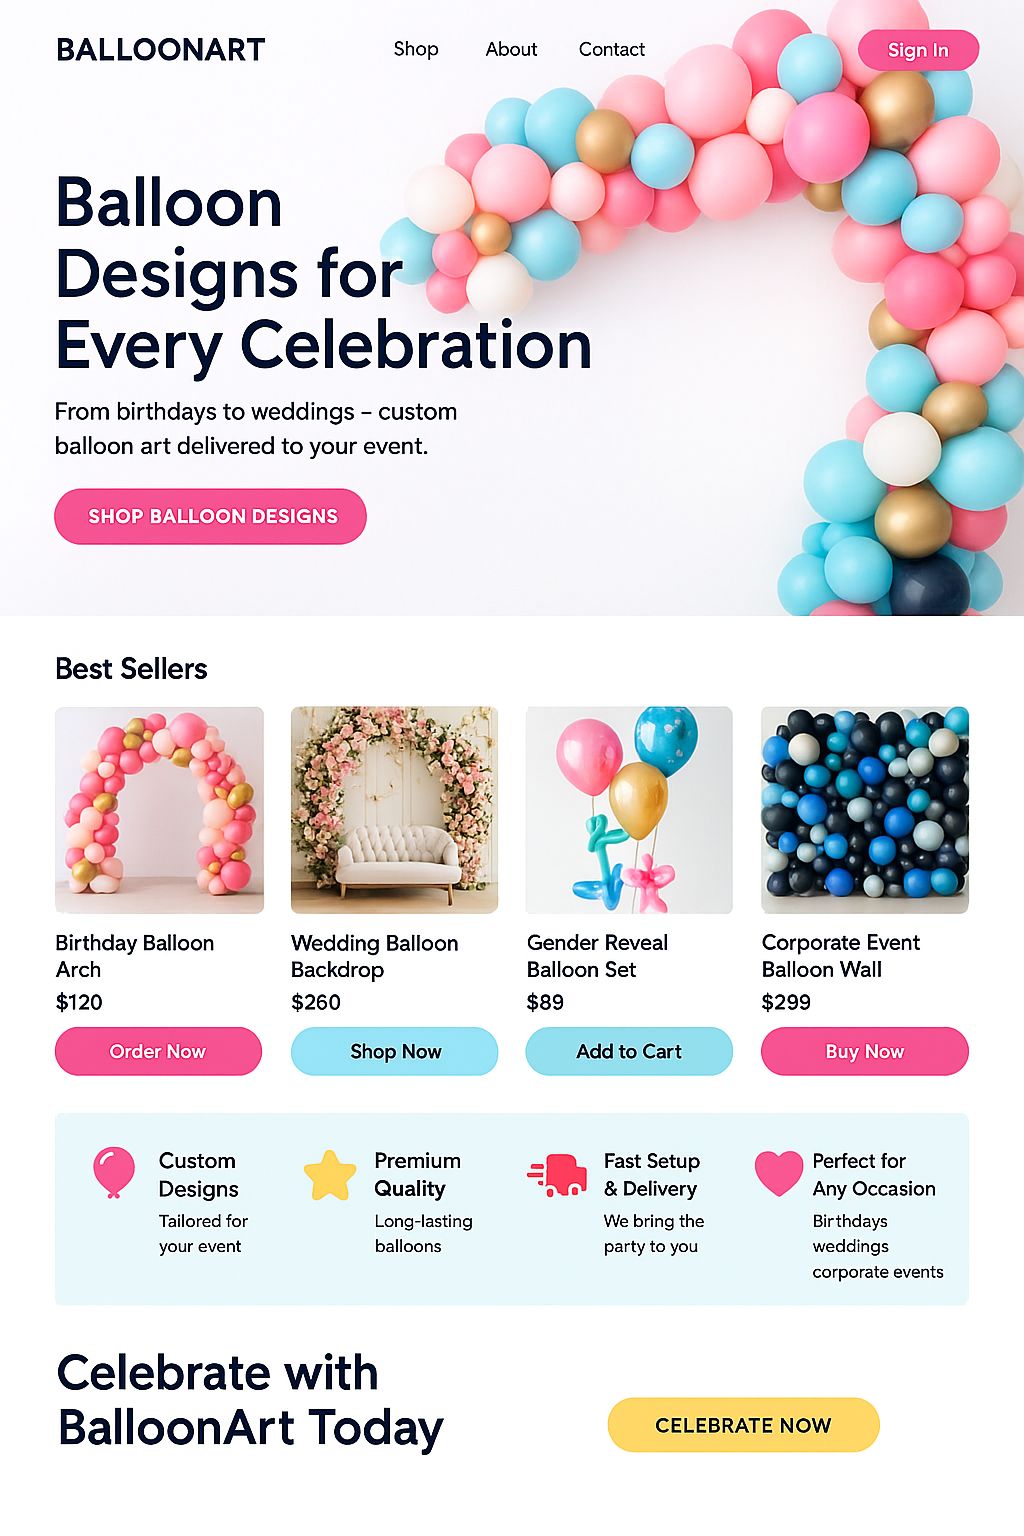 BALLOONART
Shop
About
Contact
Sign In
Balloon
Designs for
Every Celebration
From birthdays to weddings – custom
balloon art delivered to your event.
SHOP BALLOON DESIGNS
Best Sellers
Birthday Balloon
Arch
$120
Order Now
Wedding Balloon
Backdrop
$260
Shop Now
Gender Reveal
Balloon Set
$89
Add to Cart
Corporate Event
Balloon Wall
$299
Buy Now
Custom
Designs
Tailored for
your event
Premium
Quality
Long-lasting
balloons
Fast Setup
& Delivery
We bring the
party to you
Perfect for
Any Occasion
Birthdays
weddings
corporate events
Celebrate with
BalloonArt Today
CELEBRATE NOW